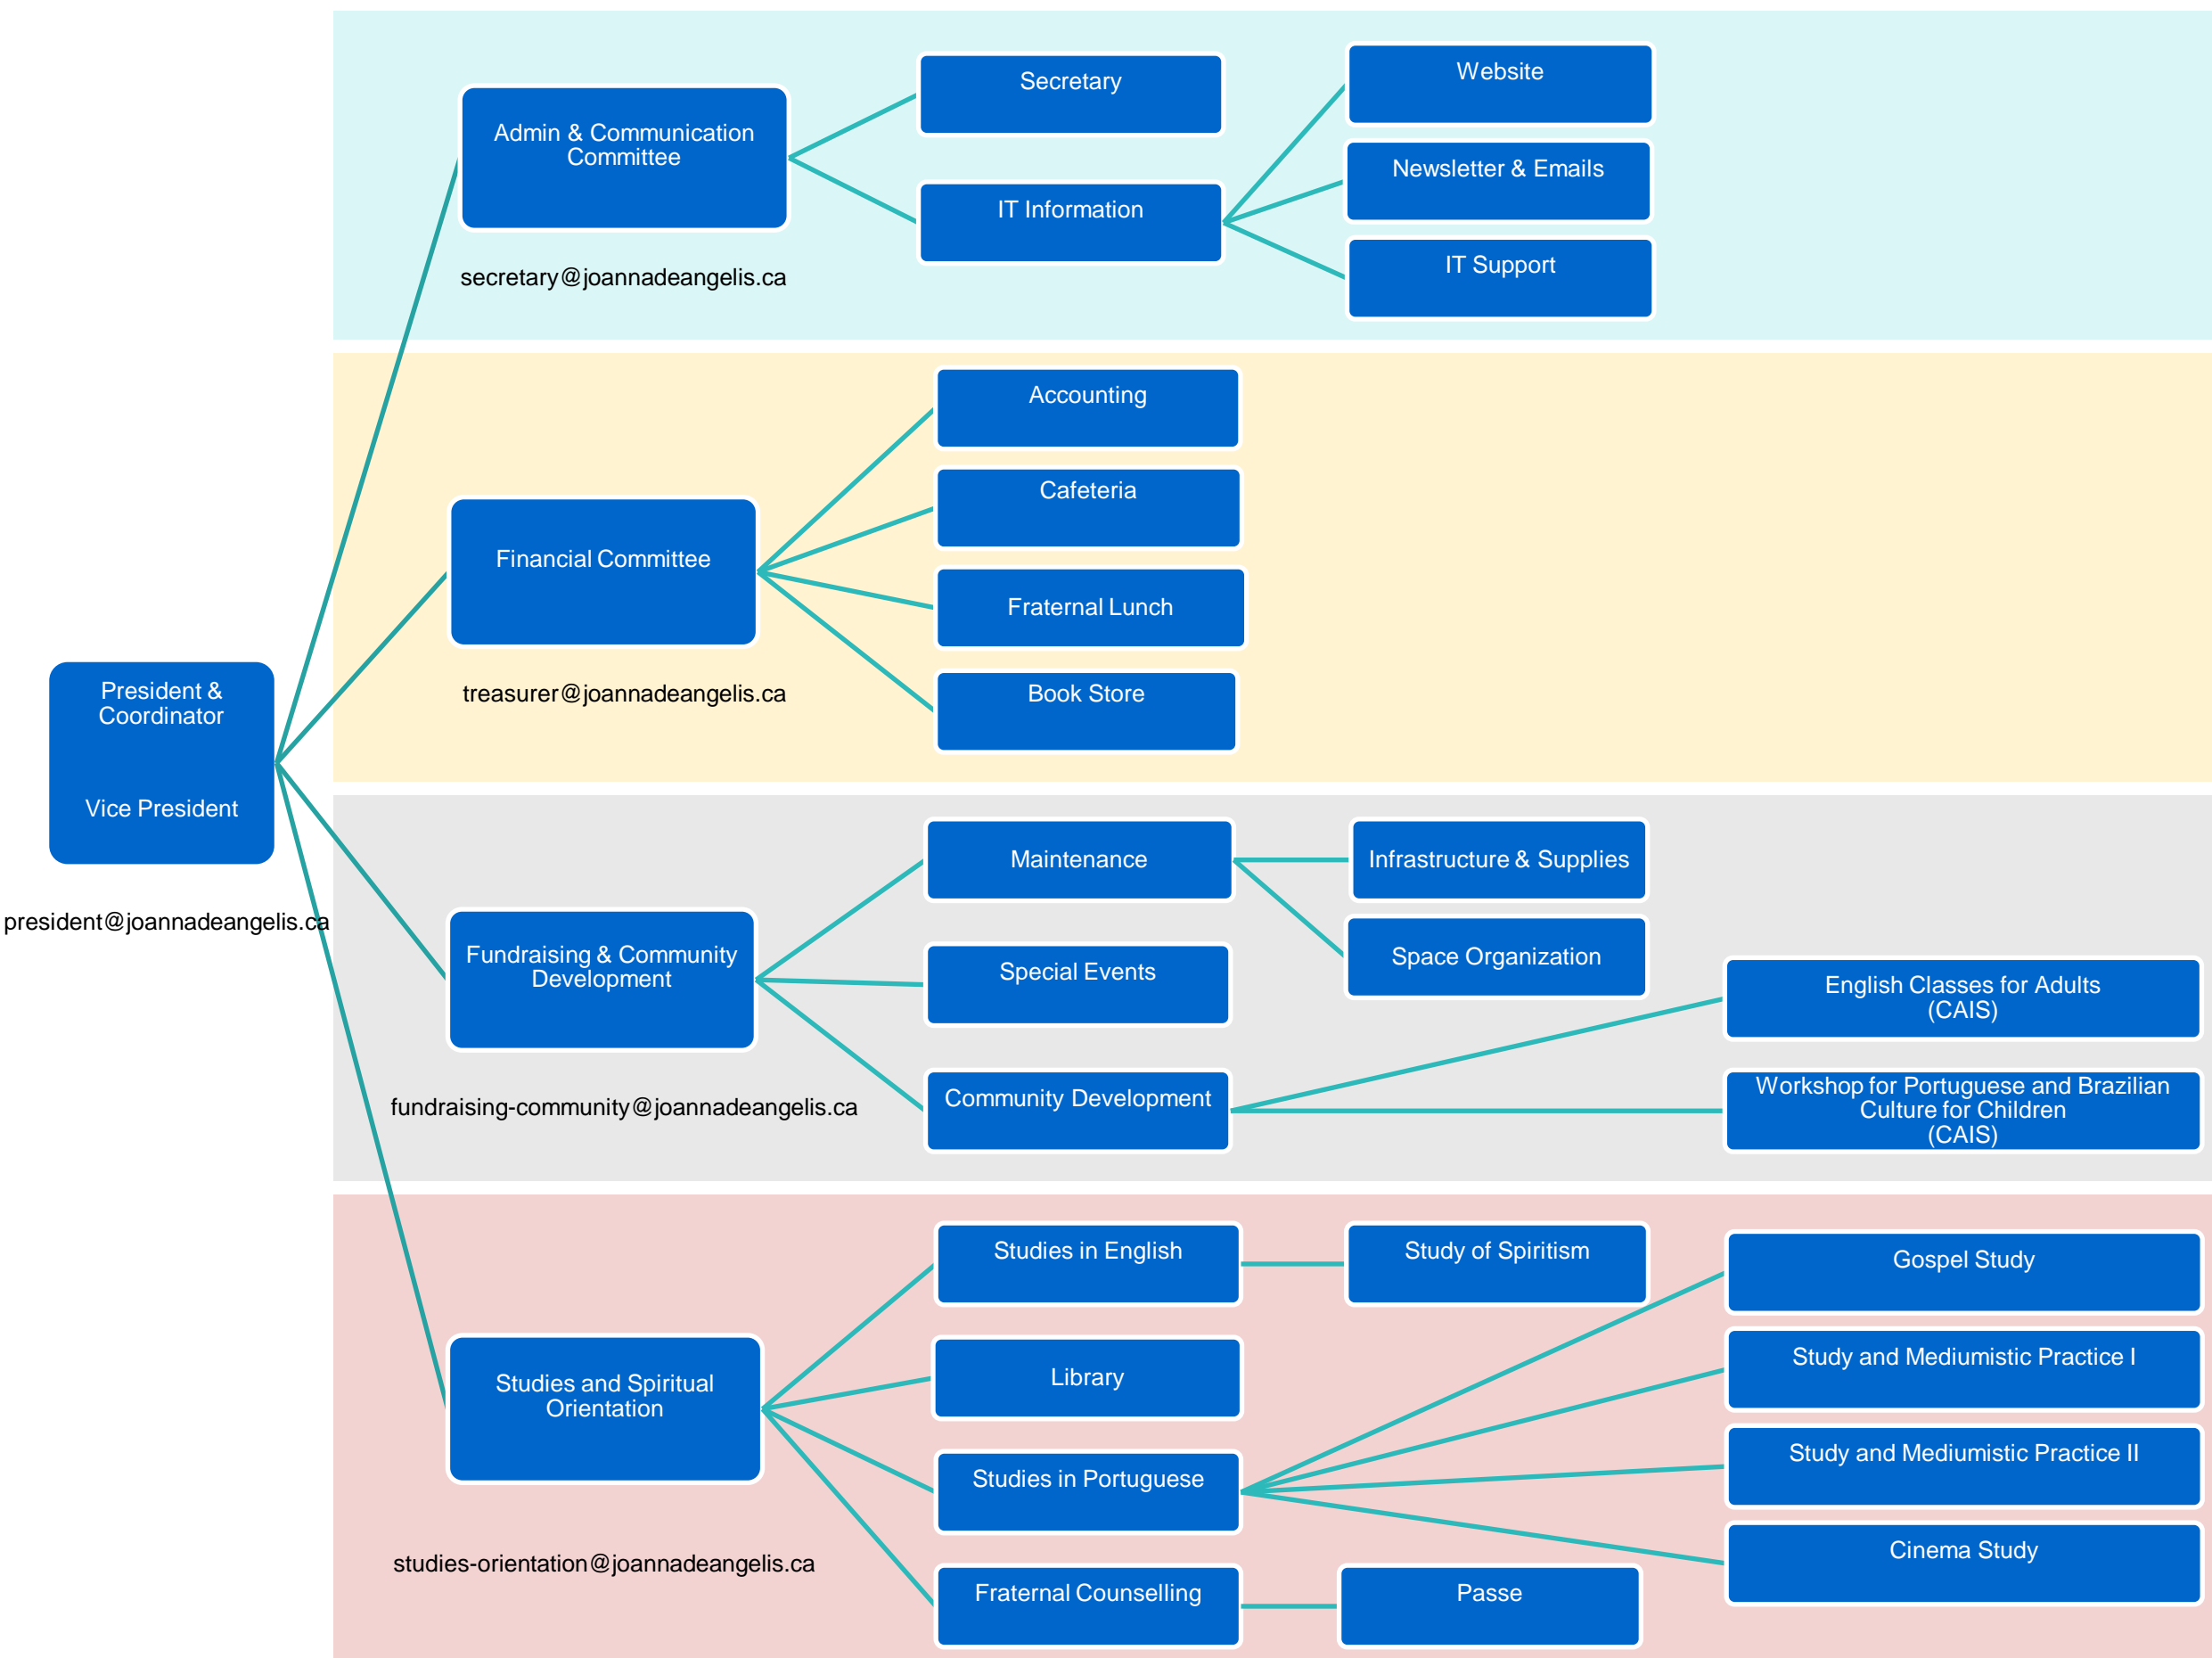 President &
Coordinator
Vice President
president@joannadeangelis.ca
Admin & Communication
Committee
secretary@joannadeangelis.ca
Secretary
IT Information
Website
Newsletter & Emails
IT Support
Financial Committee
treasurer@joannadeangelis.ca
Accounting
Cafeteria
Fraternal Lunch
Book Store
Fundraising & Community
Development
fundraising-community@joannadeangelis.ca
Maintenance
Infrastructure & Supplies
Space Organization
Special Events
Community Development
English Classes for Adults
(CAIS)
Workshop for Portuguese and Brazilian
Culture for Children
(CAIS)
Studies and Spiritual
Orientation
studies-orientation@joannadeangelis.ca
Studies in English
Study of Spiritism
Library
Studies in Portuguese
Gospel Study
Study and Mediumistic Practice I
Study and Mediumistic Practice II
Cinema Study
Fraternal Counselling
Passe